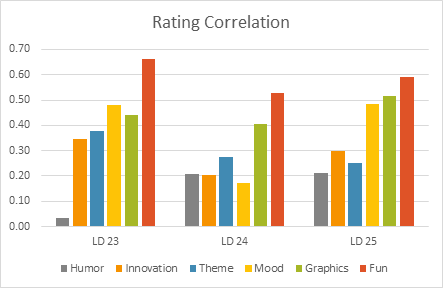 Rating Correlation
0.70
0.60
0.50
0.40
0.30
0.20
0.10
0.00
LD 23 LD 24 LD 25
Humor Innovation Theme Mood Graphics Fun